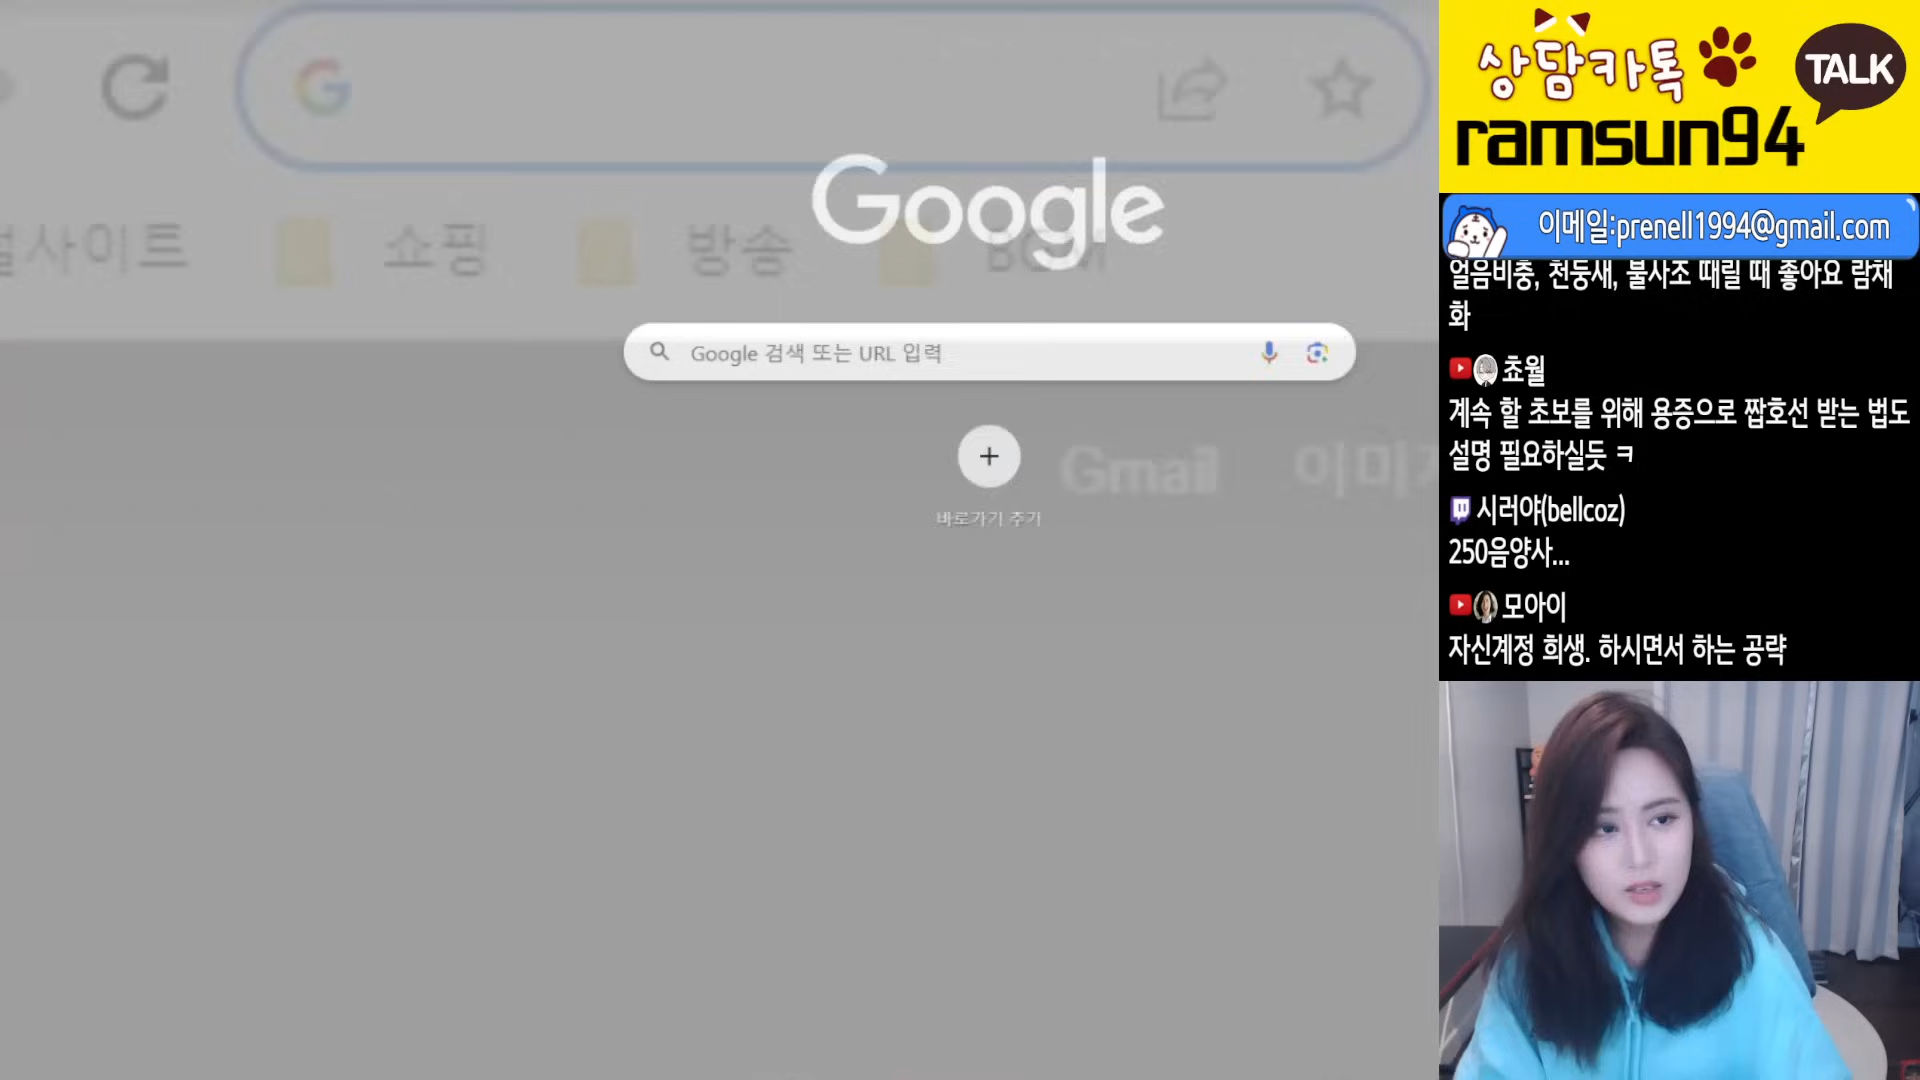 상담카톡
TALK
ramsun94
이메일:prenell1994@gmail.com
얼음비충, 천둥새, 불사조 때릴 때 좋아요 람채
화
쵸월
계속 할 초보를 위해 용증으로 짭호선 받는 법도
설명 필요하실듯 ㅋ
시러야(bellcoz)
250음양사...
모아이
자신계정 희생. 하시면서 하는 공략
G
사이트
쇼핑
방송
BGM
Google
Google 검색 또는 URL 입력
Gmail
바로가기 추가